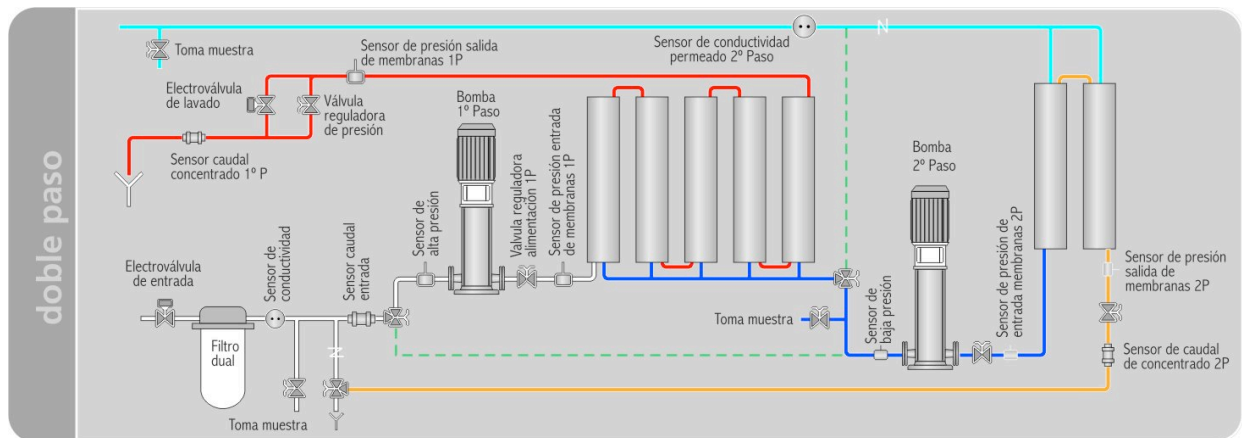 doble paso
Toma muestra
Sensor de presión salida
de membranas 1P
Sensor de conductividad
permeado 2º Paso
Electroválvula
de lavado
Válvula
reguladora
de presión
Sensor caudal
concentrado 1º P
Bomba
1º Paso
Sensor de
alta presión
Valvula reguladora
alimentación 1P
Sensor de presión entrada
de membranas 1P
Bomba
2º Paso
Electroválvula
de entrada
Sensor de
conductividad
Sensor caudal
entrada
Filtro
dual
Toma muestra
Toma muestra
Sensor de
baja presión
Sensor de presión de
entrada membranas 2P
Sensor de presión
salida de
membranas 2P
Sensor de caudal
de concentrado 2P